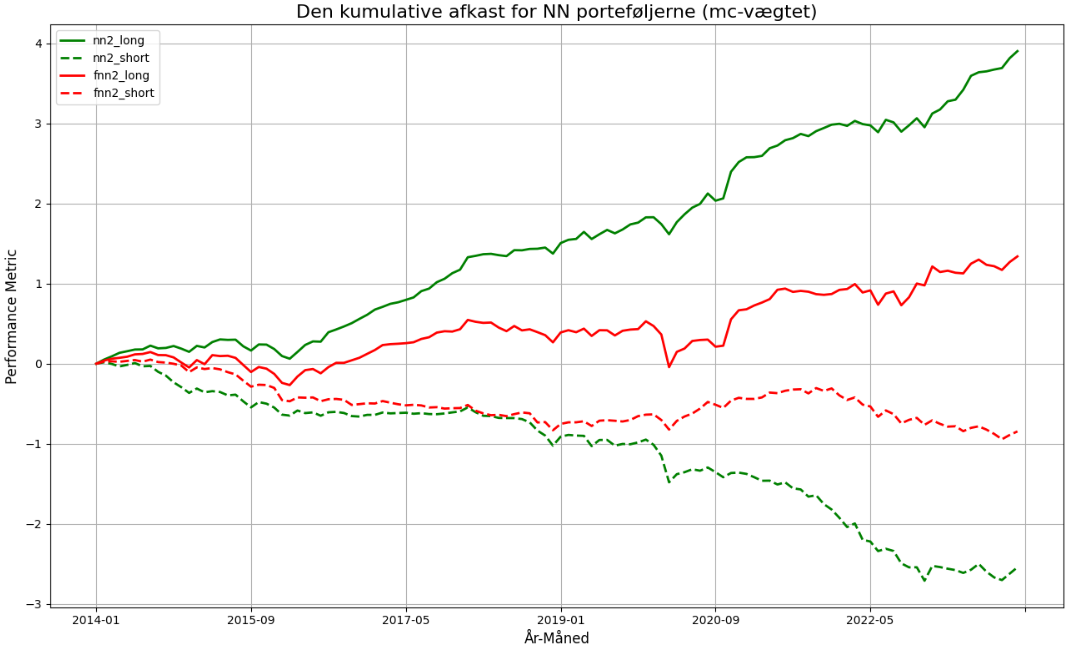 Den kumulative afkast for NN porteføljerne (mc-vægtet)
nn2_long
nn2_short
fnn2_long
fnn2_short
Performance Metric
4
3
2
1
0
−1
−2
−3
2014-01 2015-09 2017-05 2019-01 2020-09 2022-05
År-Måned